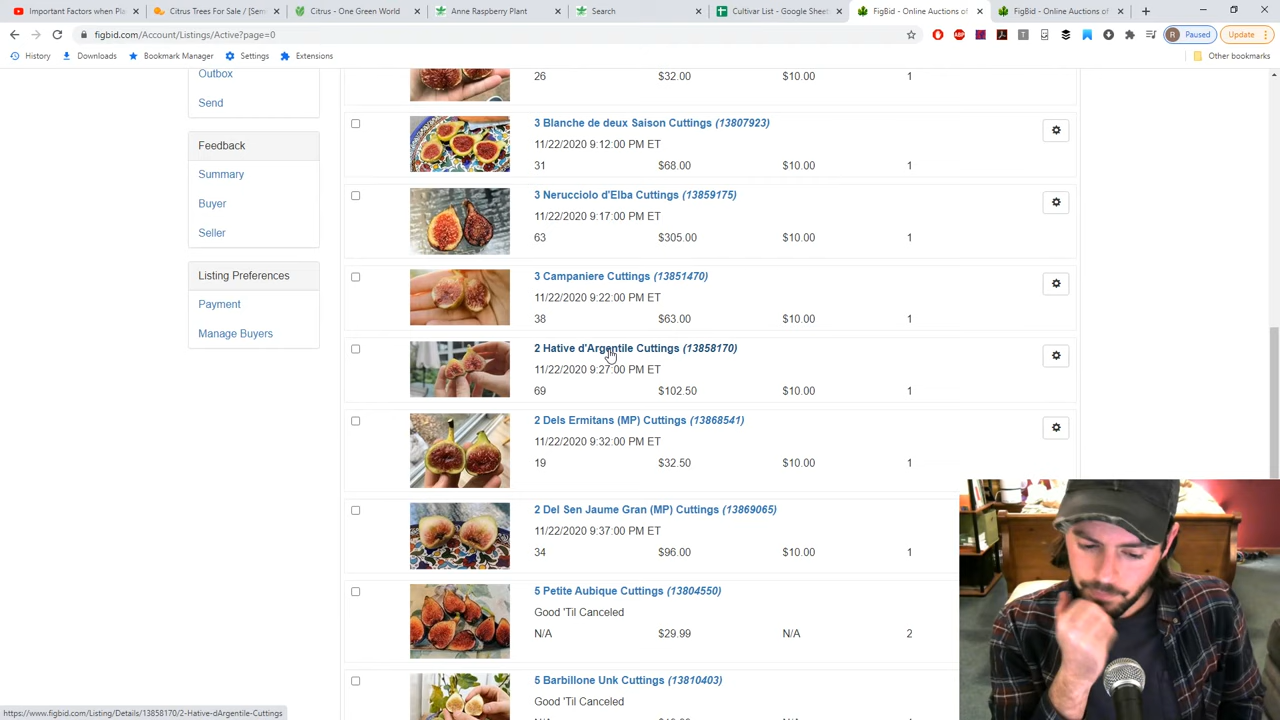 Important Factors when Pla
Citrus Trees For Sale / [Sem
Citrus - One Green World
Anne Raspberry Plant
Search
Cultivar List - Google Sheets
FigBid - Online Auctions of
FigBid - Online Auctions of
figbid.com/Account/Listings/Active?page=0
R Paused
Update
History
Downloads
Bookmark Manager
Settings
Extensions
Other bookmarks
Outbox
Send
Feedback
Summary
Buyer
Seller
Listing Preferences
Payment
Manage Buyers
26 $32.00 $10.00 1
3 Blanche de deux Saison Cuttings (13807923)
11/22/2020 9:12:00 PM ET
31 $68.00 $10.00 1
3 Nerucciolo d'Elba Cuttings (13859175)
11/22/2020 9:17:00 PM ET
63 $305.00 $10.00 1
3 Campaniere Cuttings (13851470)
11/22/2020 9:22:00 PM ET
38 $63.00 $10.00 1
2 Hative d'Argentile Cuttings (13858170)
11/22/2020 9:27:00 PM ET
69 $102.50 $10.00 1
2 Dels Ermitans (MP) Cuttings (13868541)
11/22/2020 9:32:00 PM ET
19 $32.50 $10.00 1
2 Del Sen Jaume Gran (MP) Cuttings (13869065)
11/22/2020 9:37:00 PM ET
34 $96.00 $10.00 1
5 Petite Aubique Cuttings (13804550)
Good 'Til Canceled
N/A $29.99 N/A 2
5 Barbillone Unk Cuttings (13810403)
Good 'Til Canceled
https://www.figbid.com/Listing/Details/13858170/2-Hative-dArgentile-Cuttings